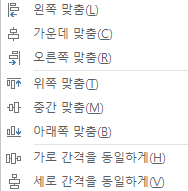 왼쪽 맞춤(L)
가운데 맞춤(C)
오른쪽 맞춤(R)
위쪽 맞춤(T)
중간 맞춤(M)
아래쪽 맞춤(B)
가로 간격을 동일하게(H)
세로 간격을 동일하게(V)